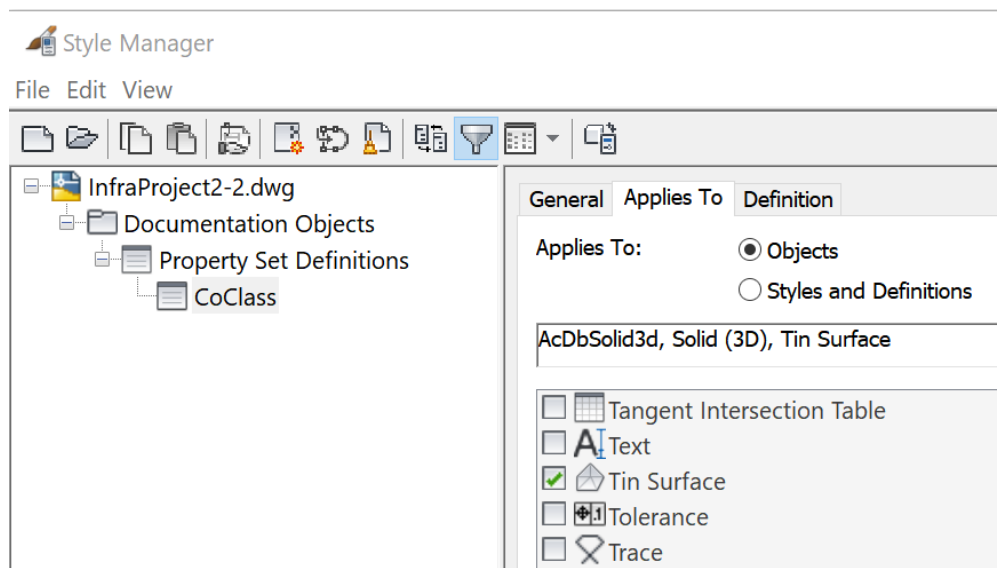 Style Manager
File Edit View
InfraProject2-2.dwg
Documentation Objects
Property Set Definitions
CoClass
General Applies To Definition
Applies To: Objects
Styles and Definitions
AcDbSolid3d, Solid (3D), Tin Surface
Tangent Intersection Table
Text
Tin Surface
Tolerance
Trace